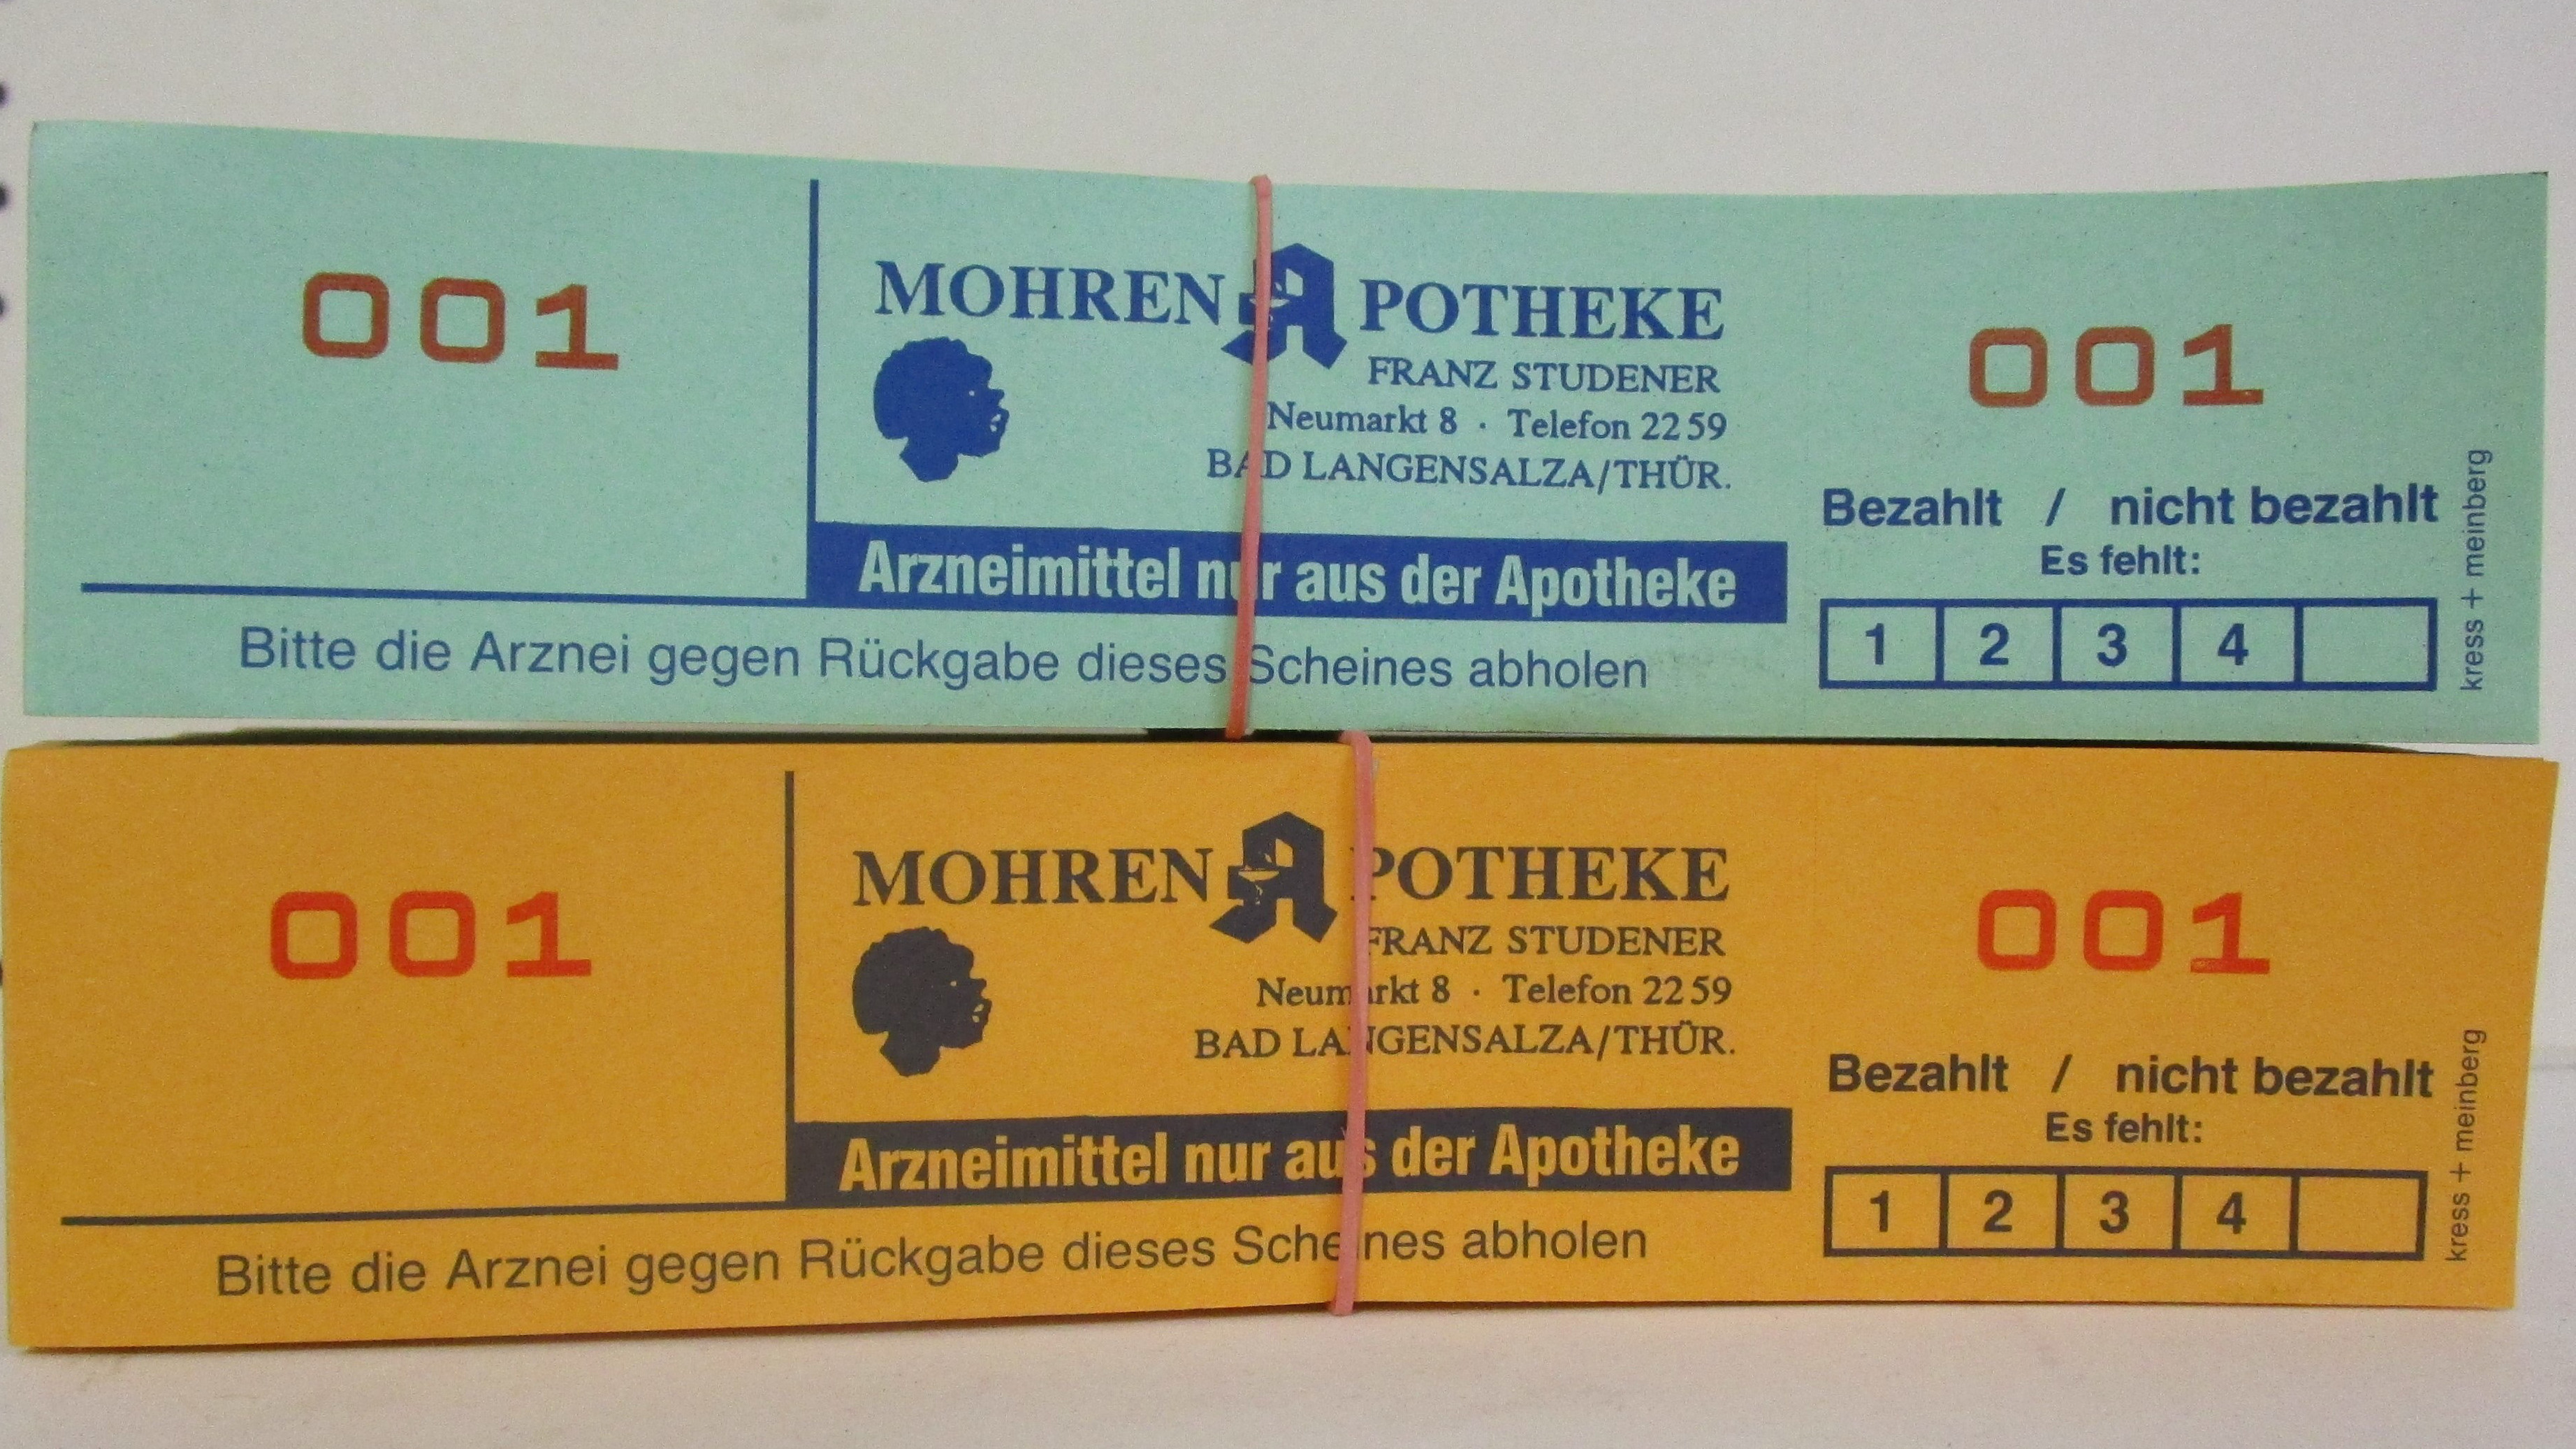 001
MOHREN APOTHEKE
FRANZ STUDENER
Neumarkt 8 · Telefon 22 59
BAD LANGENSALZA/THÜR.
Arzneimittel nur aus der Apotheke
Bitte die Arznei gegen Rückgabe dieses Scheines abholen
001
Bezahlt / nicht bezahlt
Es fehlt:
1 2 3 4
kress + meinberg
001
MOHREN APOTHEKE
FRANZ STUDENER
Neumarkt 8 · Telefon 22 59
BAD LANGENSALZA/THÜR.
Arzneimittel nur aus der Apotheke
Bitte die Arznei gegen Rückgabe dieses Scheines abholen
001
Bezahlt / nicht bezahlt
Es fehlt:
1 2 3 4
kress + meinberg